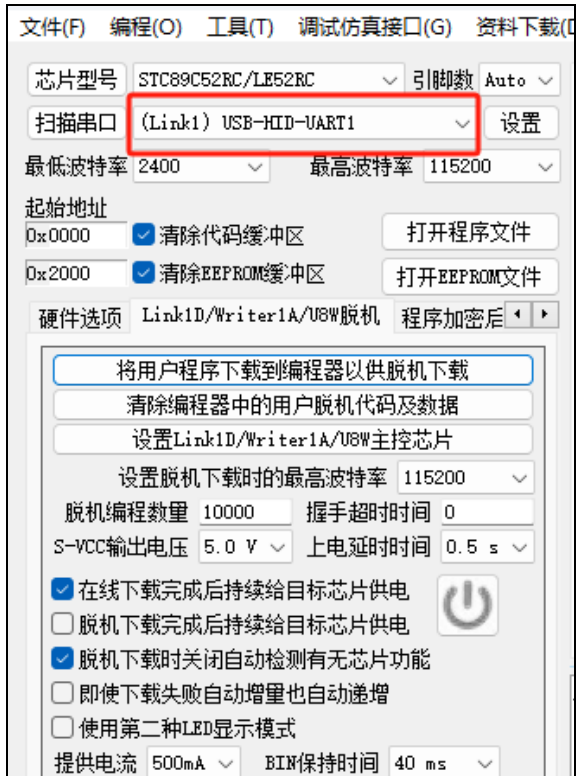 文件(F) 编程(O) 工具(T) 调试仿真接口(G) 资料下载(D
芯片型号 STC89C52RC/LE52RC 引脚数 Auto
扫描串口 (Link1) USB-HID-UART1 设置
最低波特率 2400 最高波特率 115200
起始地址
0x0000 清除代码缓冲区 打开程序文件
0x2000 清除EEPROM缓冲区 打开EEPROM文件
硬件选项 Link1D/Writer1A/U8W脱机 程序加密后
将用户程序下载到编程器以供脱机下载
清除编程器中的用户脱机代码及数据
设置Link1D/Writer1A/U8W主控芯片
设置脱机下载时的最高波特率 115200
脱机编程数量 10000 握手超时时间 0
S-VCC输出电压 5.0 V 上电延时时间 0.5 s
在线下载完成后持续给目标芯片供电
脱机下载完成后持续给目标芯片供电
脱机下载时关闭自动检测有无芯片功能
即使下载失败自动增量也自动递增
使用第二种LED显示模式
提供电流 500mA BIN保持时间 40 ms